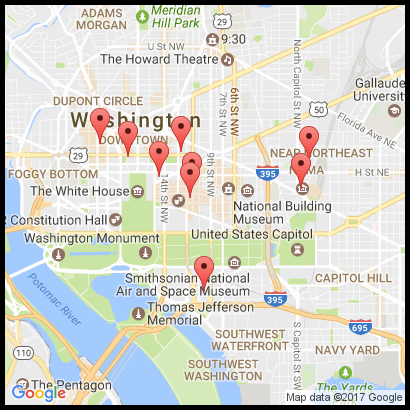 ADAMS
MORGAN
Meridian
Hill Park
29
U St NW
9:30
The Howard Theatre
North Capitol St NW
50
Gallaudet
University
Florida Ave NE
DUPONT CIRCLE
Washington
DOWNTOWN
6th St NW
7th St NW
9th St NW
29
NEAR NORTHEAST
NOMA
H St NE
395
FOGGY BOTTOM
The White House
14th St NW
National Building
Museum
Constitution Hall
United States Capitol
Washington Monument
Smithsonian National
Air and Space Museum
CAPITOL HILL
Potomac River
Thomas Jefferson
Memorial
395
695
SOUTHWEST
WATERFRONT
S Capitol St
NAVY YARD
110
SOUTHWEST
WASHINGTON
The Pentagon
The Yards
Google
Map data ©2017 Google